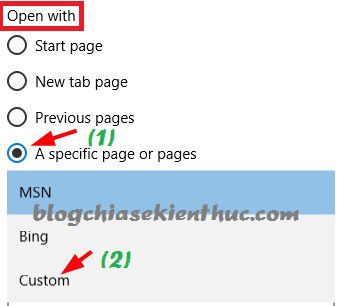 Open with
Start page
New tab page
Previous pages
(1)
A specific page or pages
MSN
blogchiasekienthuc.com
Bing
(2)
Custom